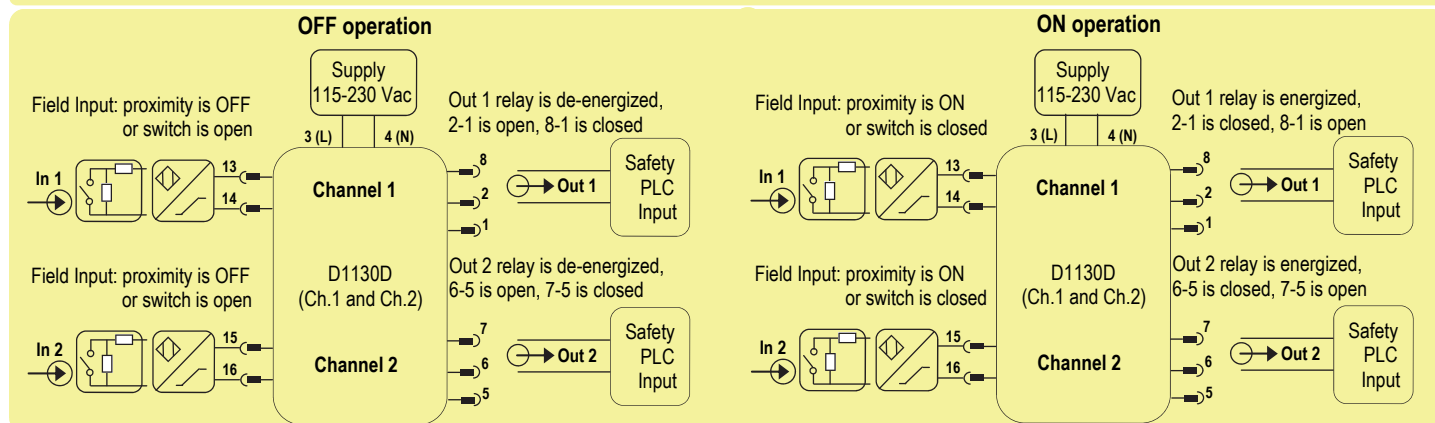 OFF operation
Supply
115-230 Vac
Field Input: proximity is OFF
or switch is open
Out 1 relay is de-energized,
2-1 is open, 8-1 is closed
3 (L)
4 (N)
In 1
13
14
Channel 1
8
2
1
Out 1
Safety
PLC
Input
Field Input: proximity is OFF
or switch is open
D1130D
(Ch.1 and Ch.2)
Out 2 relay is de-energized,
6-5 is open, 7-5 is closed
In 2
15
16
Channel 2
7
6
5
Out 2
Safety
PLC
Input
ON operation
Supply
115-230 Vac
Field Input: proximity is ON
or switch is closed
Out 1 relay is energized,
2-1 is closed, 8-1 is open
3 (L)
4 (N)
In 1
13
14
Channel 1
8
2
1
Out 1
Safety
PLC
Input
Field Input: proximity is ON
or switch is closed
D1130D
(Ch.1 and Ch.2)
Out 2 relay is energized,
6-5 is closed, 7-5 is open
In 2
15
16
Channel 2
7
6
5
Out 2
Safety
PLC
Input